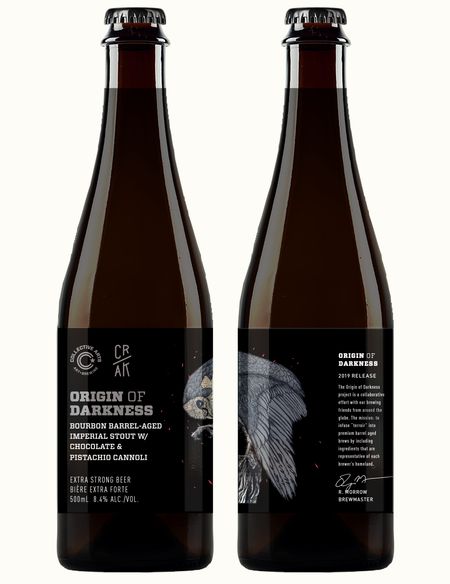 COLLECTIVE ARTS
BREWING
CR
AK
ORIGIN OF
DARKNESS
BOURBON BARREL-AGED
IMPERIAL STOUT W/
CHOCOLATE &
PISTACHIO CANNOLI
EXTRA STRONG BEER
BIÈRE EXTRA FORTE
500mL 8.4% ALC./VOL.
ORIGIN OF
DARKNESS
2019 RELEASE
The Origin of Darkness
project is a collaborative
effort with our brewing
friends from around the
globe. The mission: to
infuse "terroir" into
premium barrel aged
brews by including
ingredients that are
representative of each
brewer's homeland.
R. MORROW
BREWMASTER